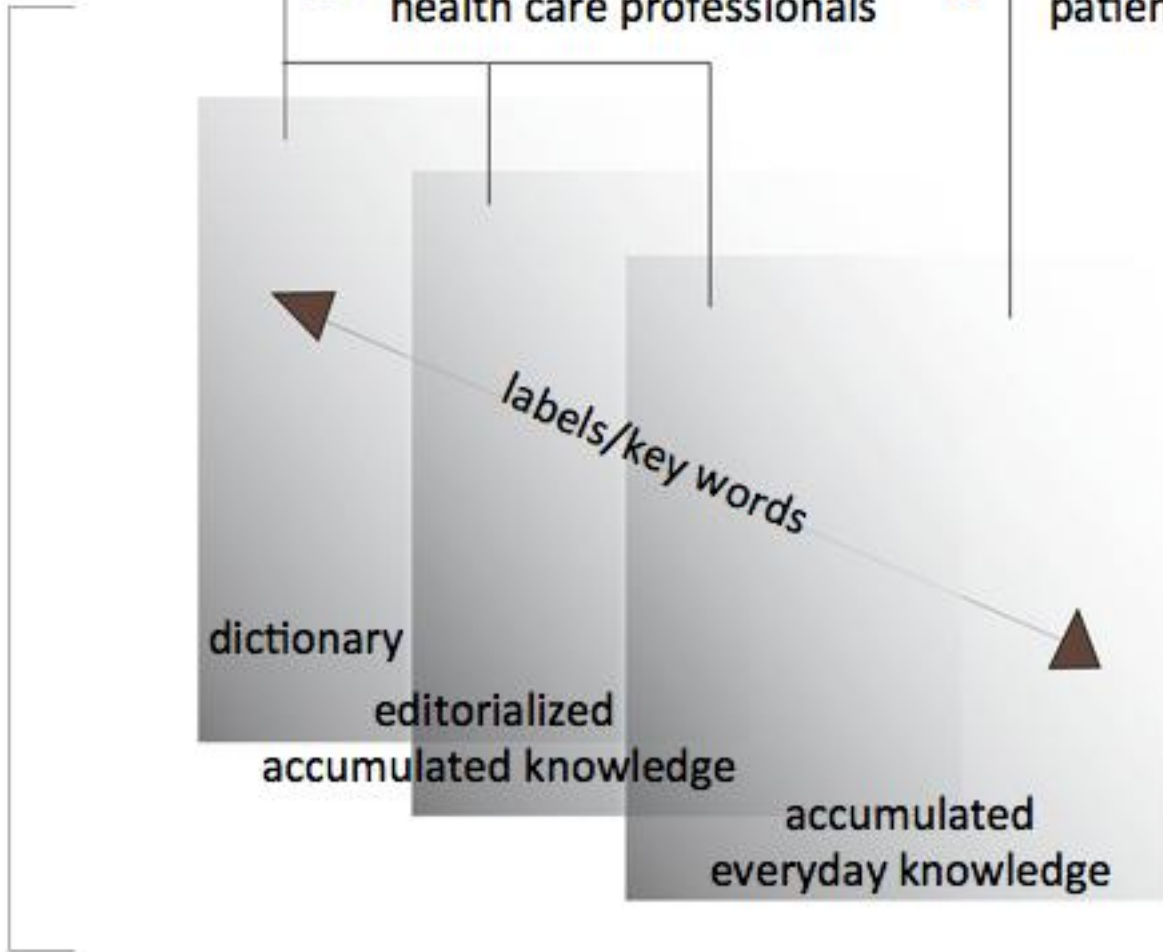 health care professionals
labels/key words
dictionary
editorialized
accumulated knowledge
accumulated
everyday knowledge